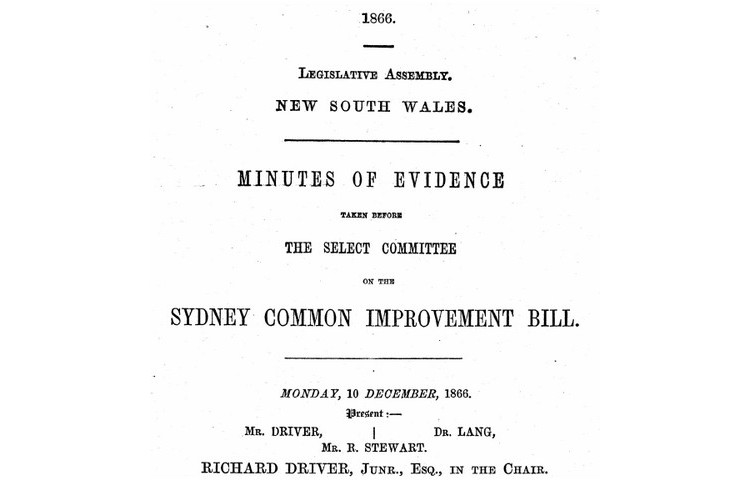 1866.
LEGISLATIVE ASSEMBLY.
NEW SOUTH WALES.
MINUTES OF EVIDENCE
TAKEN BEFORE
THE SELECT COMMITTEE
ON THE
SYDNEY COMMON IMPROVEMENT BILL.
MONDAY, 10 DECEMBER, 1866.
Present:—
MR. DRIVER, | DR. LANG,
MR. R. STEWART.
RICHARD DRIVER, JUNR., ESQ., IN THE CHAIR.